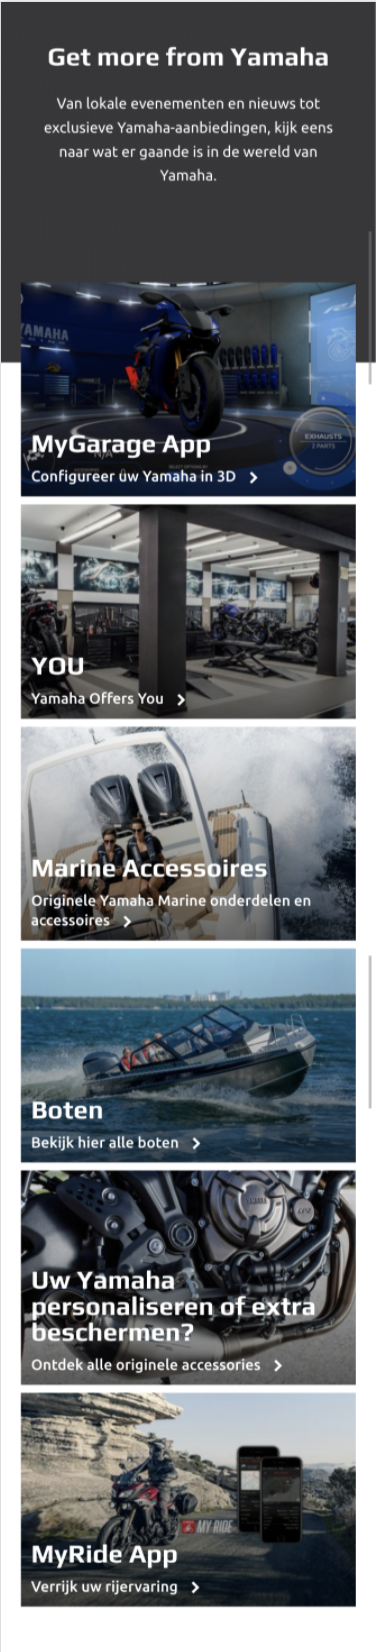 Get more from Yamaha
Van lokale evenementen en nieuws tot
exclusieve Yamaha-aanbiedingen, kijk eens
naar wat er gaande is in de wereld van
Yamaha.
YAMAHA
EXHAUSTS
2 PARTS
N/A
MyGarage App
Configureer uw Yamaha in 3D
YOU
Yamaha Offers You
Marine Accessoires
Originele Yamaha Marine onderdelen en
accessoires
Boten
Bekijk hier alle boten
YAMAHA
Uw Yamaha
personaliseren of extra
beschermen?
Ontdek alle originele accessories
MY RIDE
MyRide App
Verrijk uw rijervaring